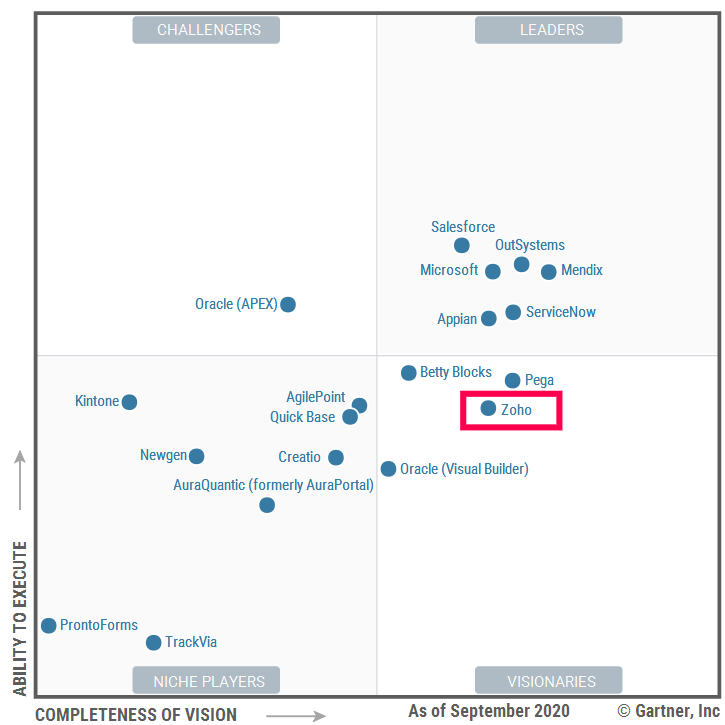 CHALLENGERS
LEADERS
Salesforce
OutSystems
Microsoft
Mendix
Oracle (APEX)
ServiceNow
Appian
Betty Blocks
Pega
Kintone
AgilePoint
Zoho
Quick Base
Newgen
Creatio
Oracle (Visual Builder)
AuraQuantic (formerly AuraPortal)
ProntoForms
TrackVia
ABILITY TO EXECUTE
NICHE PLAYERS
VISIONARIES
COMPLETENESS OF VISION
As of September 2020
© Gartner, Inc